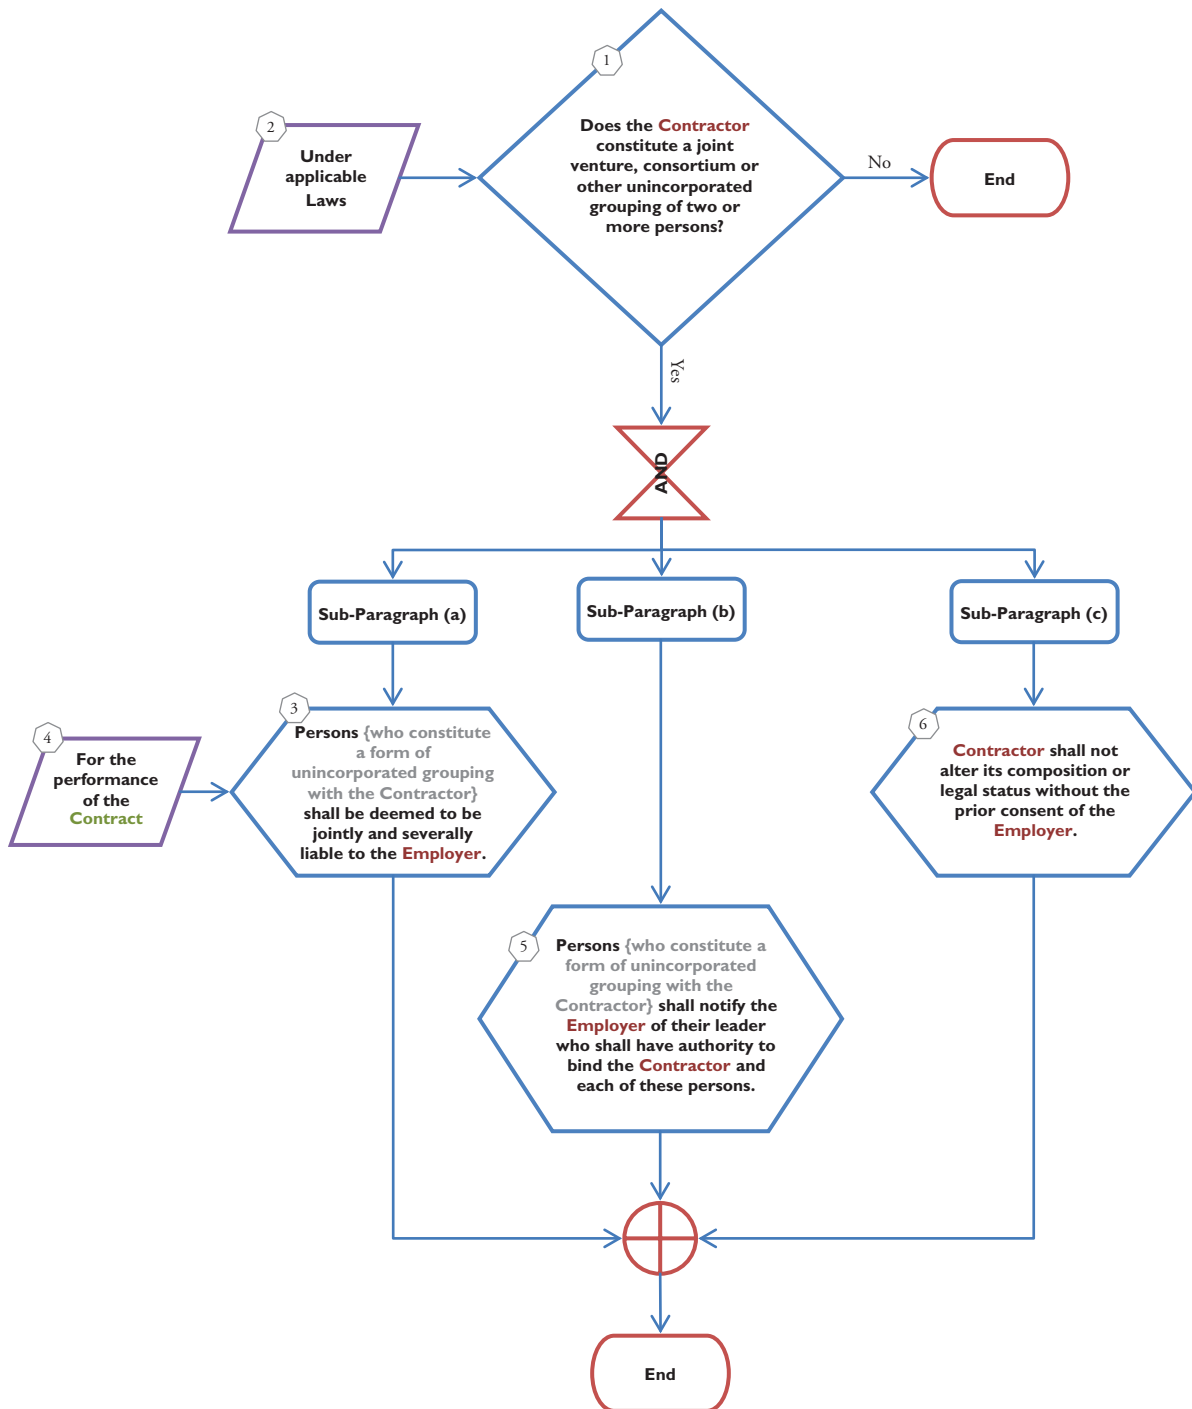 1
Does the Contractor
constitute a joint
venture, consortium or
other unincorporated
grouping of two or
more persons?
2
Under
applicable
Laws
No
End
Yes
AND
Sub-Paragraph (a)
Sub-Paragraph (b)
Sub-Paragraph (c)
3
Persons {who constitute
a form of
unincorporated grouping
with the Contractor}
shall be deemed to be
jointly and severally
liable to the Employer.
4
For the
performance
of the
Contract
6
Contractor shall not
alter its composition or
legal status without the
prior consent of the
Employer.
5
Persons {who constitute a
form of unincorporated
grouping with the
Contractor} shall notify the
Employer of their leader
who shall have authority to
bind the Contractor and
each of these persons.
End